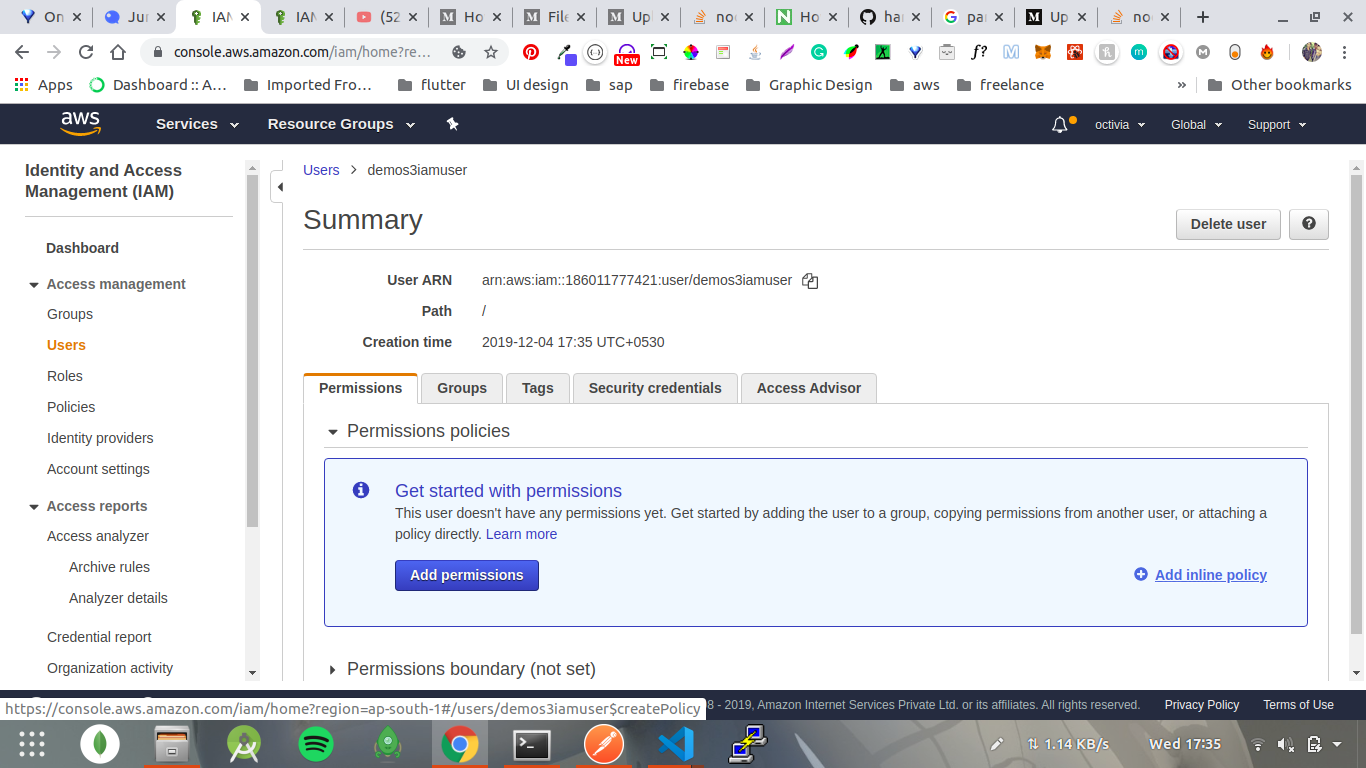 On
Jur
IAM
IAM
(52
Ho
File
Up
Ho
har
pa
Up
console.aws.amazon.com/iam/home?re…
New
f?
Apps
Dashboard :: A…
Imported Fro…
flutter
UI design
sap
firebase
Graphic Design
aws
freelance
»
Other bookmarks
aws
Services
Resource Groups
octivia
Global
Support
Identity and Access
Management (IAM)
Dashboard
Access management
Groups
Users
Roles
Policies
Identity providers
Account settings
Access reports
Access analyzer
Archive rules
Analyzer details
Credential report
Organization activity
Users > demos3iamuser
Summary
Delete user
User ARN arn:aws:iam::186011777421:user/demos3iamuser
Path /
Creation time 2019-12-04 17:35 UTC+0530
Permissions
Groups
Tags
Security credentials
Access Advisor
Permissions policies
Get started with permissions
This user doesn't have any permissions yet. Get started by adding the user to a group, copying permissions from another user, or attaching a
policy directly. Learn more
Add permissions
Add inline policy
Permissions boundary (not set)
https://console.aws.amazon.com/iam/home?region=ap-south-1#/users/demos3iamuser$createPolicy
8 - 2019, Amazon Internet Services Private Ltd. or its affiliates. All rights reserved.
Privacy Policy
Terms of Use
1.14 KB/s
Wed 17:35